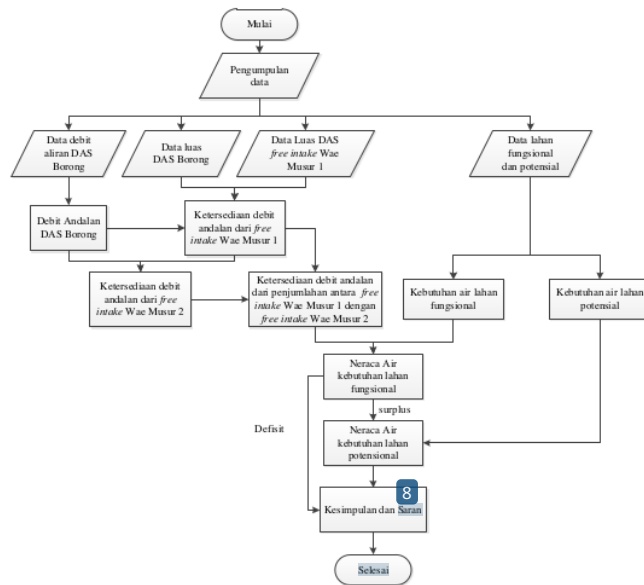 Mulai
Pengumpulan
data
Data debit
aliran DAS
Borong
Data luas
DAS Borong
Data Luas DAS
free intake Wae
Musur 1
Data lahan
fungsional
dan potensial
Debit Andalan
DAS Borong
Ketersediaan debit
andalan dari free
intake Wae Musur 1
Ketersediaan debit
andalan dari free
intake Wae Musur 2
Ketersediaan debit andalan
dari penjumlahan antara free
intake Wae Musur 1 dengan
free intake Wae Musur 2
Kebutuhan air lahan
fungsional
Kebutuhan air lahan
potensial
Neraca Air
kebutuhan lahan
fungsional
surplus
Defisit
Neraca Air
kebutuhan lahan
potensional
8
Kesimpulan dan Saran
Selesai